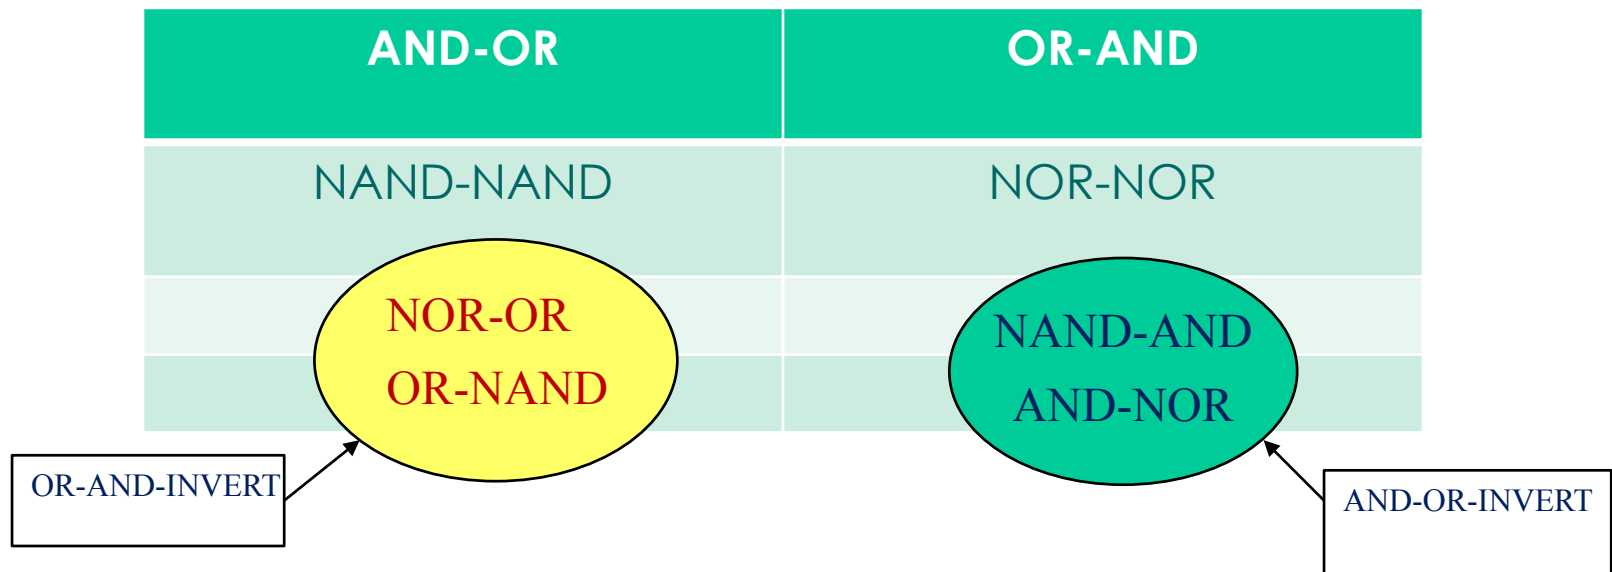 AND-OR
OR-AND
NAND-NAND
NOR-NOR
NOR-OR
OR-NAND
NAND-AND
AND-NOR
OR-AND-INVERT
AND-OR-INVERT